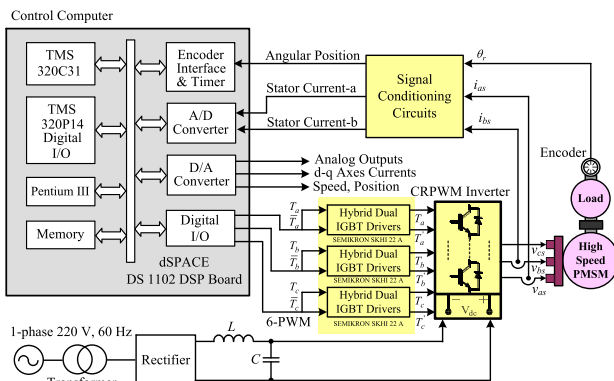 Control Computer
TMS
320C31
TMS
320P14
Digital
I/O
Pentium III
Memory
Encoder
Interface
& Timer
A/D
Converter
D/A
Converter
Digital
I/O
dSPACE
DS 1102 DSP Board
Angular Position
Stator Current-a
Stator Current-b
Signal
Conditioning
Circuits
θr
ias
ibs
Encoder
Load
High
Speed
PMSM
Analog Outputs
d-q Axes Currents
Speed, Position
CRPWM Inverter
Ta
Ta
Hybrid Dual
IGBT Drivers
SEMIKRON SKHI 22 A
Ta
Ta
Tb
Tb
Hybrid Dual
IGBT Drivers
SEMIKRON SKHI 22 A
Tb
Tb
Tc
Tc
Hybrid Dual
IGBT Drivers
SEMIKRON SKHI 22 A
Tc
Tc
6-PWM
− +
Vdc
vcs
vbs
vas
1-phase 220 V, 60 Hz
Transformer
Rectifier
L
C